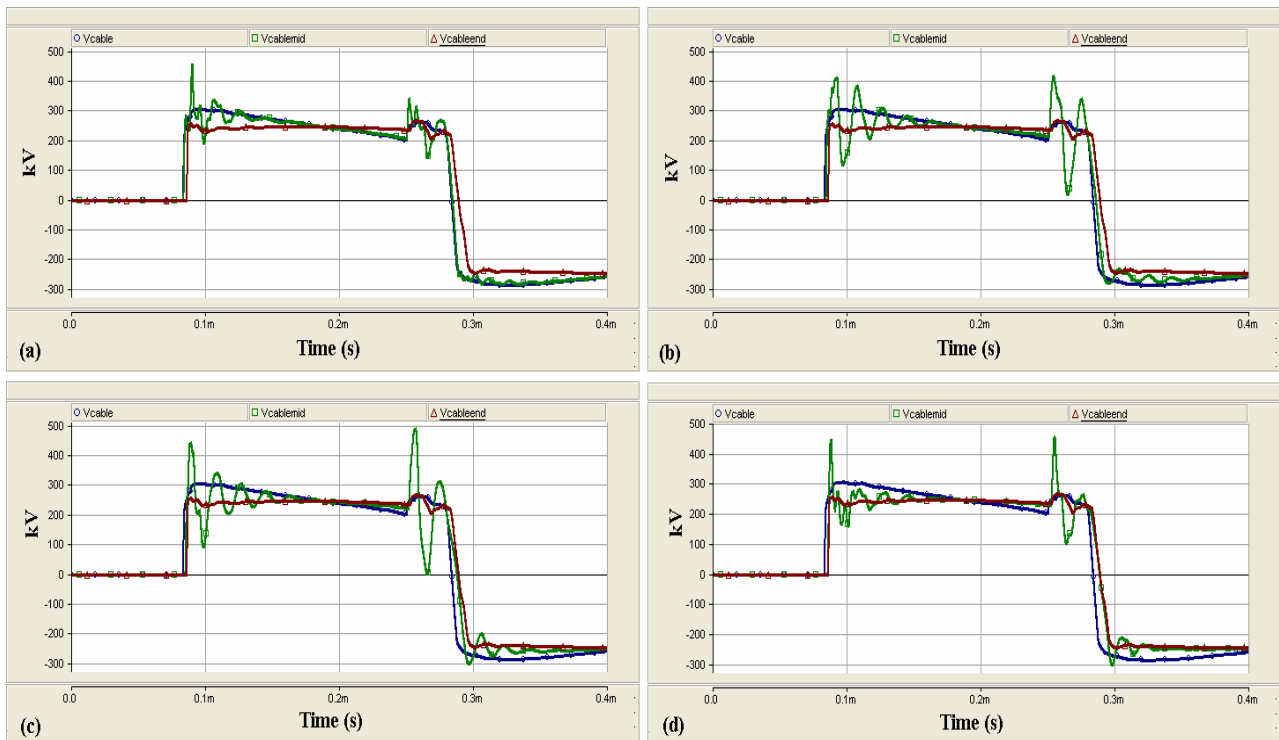 Vcable Vcablemid Vcableend
500
400
300
200
100
0
-100
-200
-300
kV
0.0 0.1m 0.2m 0.3m 0.4m
(a) Time (s)
Vcable Vcablemid Vcableend
500
400
300
200
100
0
-100
-200
-300
kV
0.0 0.1m 0.2m 0.3m 0.4m
(b) Time (s)
Vcable Vcablemid Vcableend
500
400
300
200
100
0
-100
-200
-300
kV
0.0 0.1m 0.2m 0.3m 0.4m
(c) Time (s)
Vcable Vcablemid Vcableend
500
400
300
200
100
0
-100
-200
-300
kV
0.0 0.1m 0.2m 0.3m 0.4m
(d) Time (s)